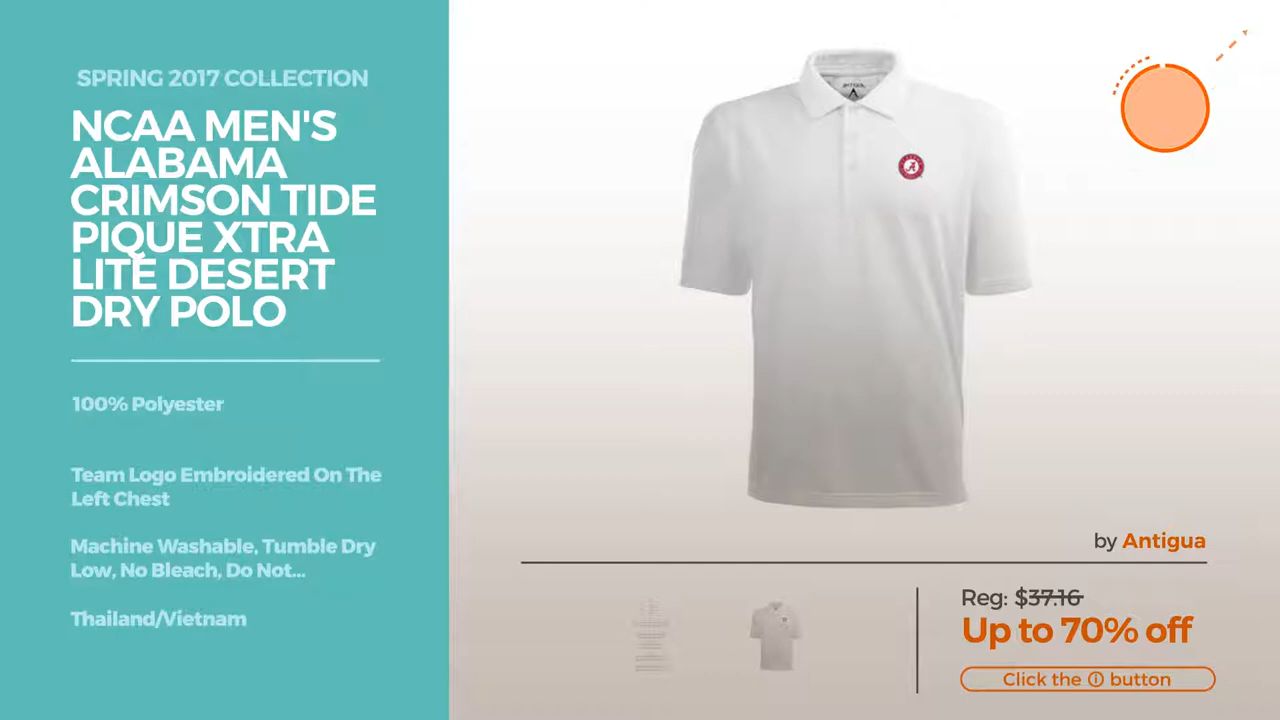 SPRING 2017 COLLECTION
NCAA MEN'S
ALABAMA
CRIMSON TIDE
PIQUE XTRA
LITE DESERT
DRY POLO
100% Polyester
Team Logo Embroidered On The
Left Chest
Machine Washable, Tumble Dry
Low, No Bleach, Do Not...
Thailand/Vietnam
by Antigua
Reg: $37.16
Up to 70% off
Click the ⓘ button